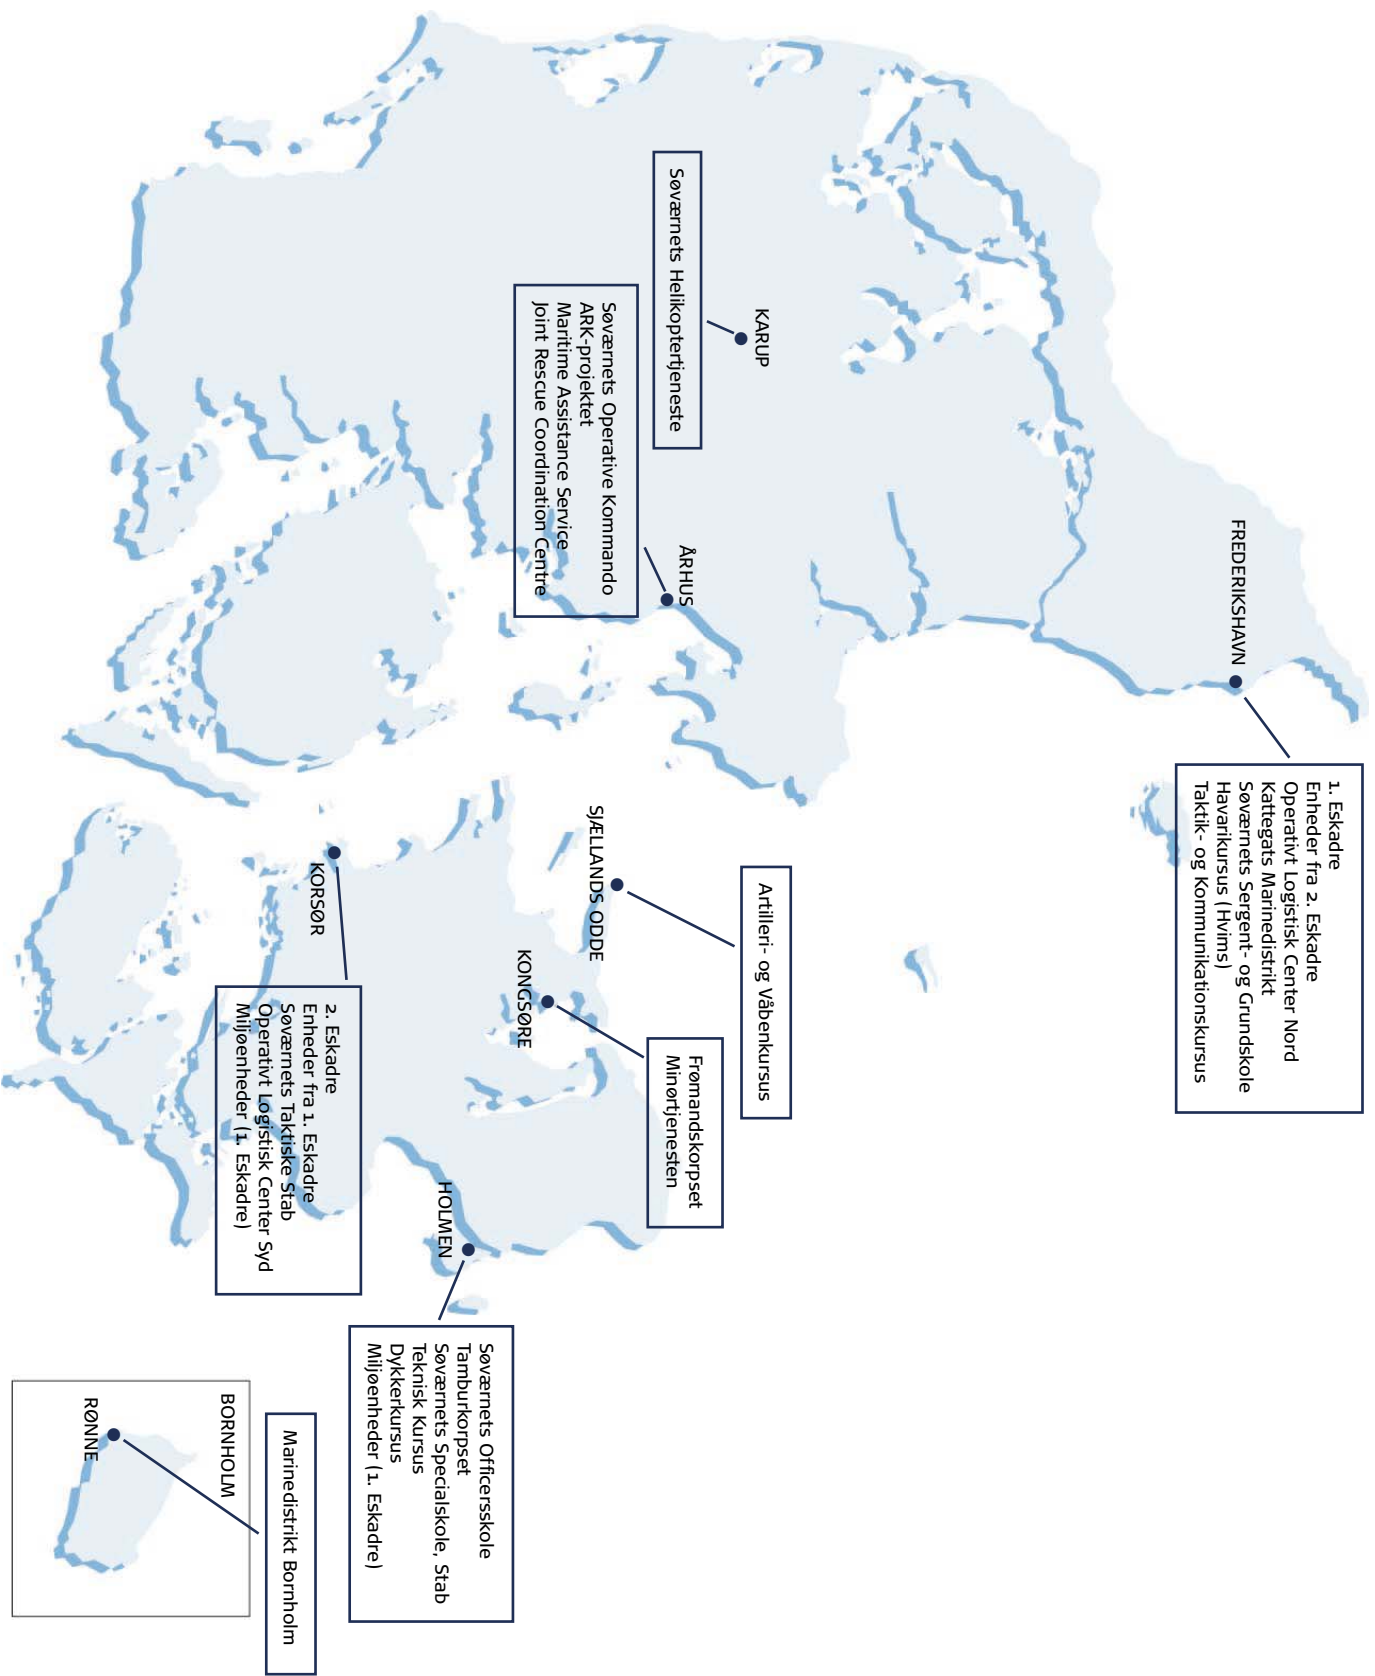 FREDERIKSHAVN
1. Eskadre
Enheder fra 2. Eskadre
Operativt Logistisk Center Nord
Kattegats Marinedistrikt
Søværnets Sergent- og Grundskole
Havarikursus (Hvims)
Taktik- og Kommunikationskursus
KARUP
Søværnets Helikoptertjeneste
ÅRHUS
Søværnets Operative Kommando
ARK-projektet
Maritime Assistance Service
Joint Rescue Coordination Centre
SJÆLLANDS ODDE
Artilleri- og Våbenkursus
KONGSØRE
Frømandskorpset
Minørtjenesten
KORSØR
2. Eskadre
Enheder fra 1. Eskadre
Søværnets Taktiske Stab
Operativt Logistisk Center Syd
Miljøenheder (1. Eskadre)
HOLMEN
Søværnets Officersskole
Tamburkorpset
Søværnets Specialskole, Stab
Teknisk Kursus
Dykkerkursus
Miljøenheder (1. Eskadre)
BORNHOLM
RØNNE
Marinedistrikt Bornholm